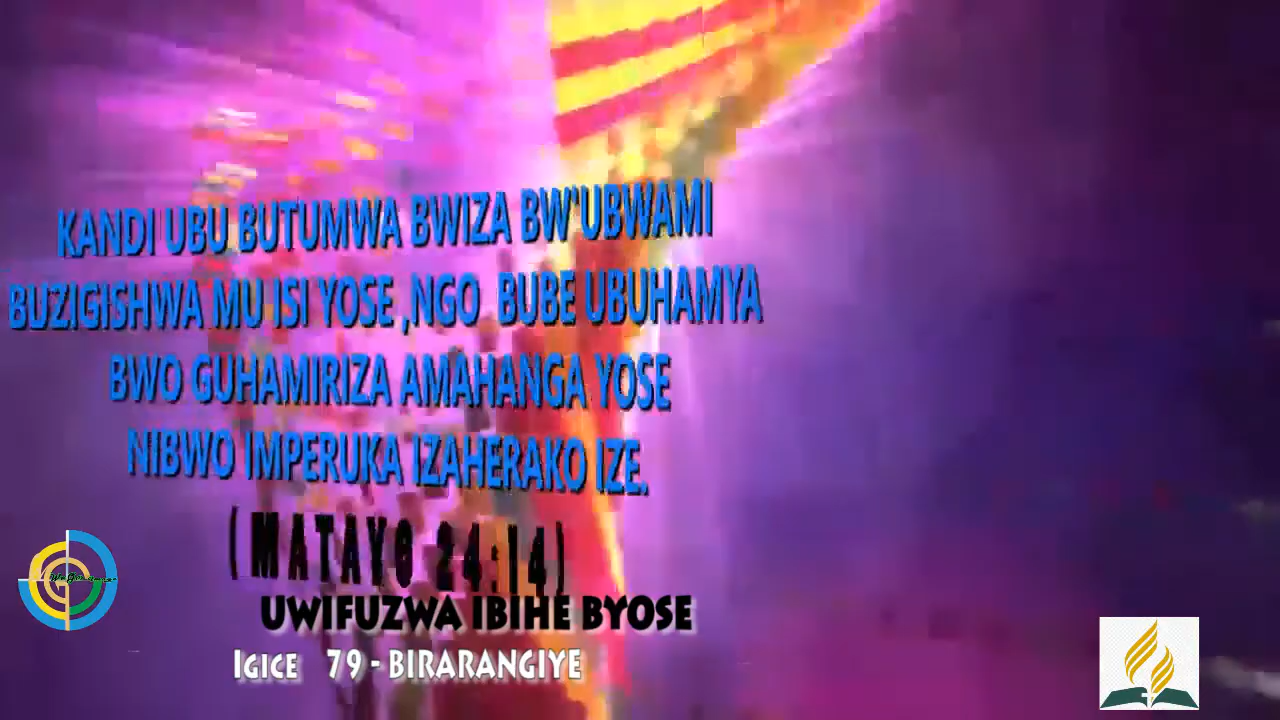 KANDI UBU BUTUMWA BWIZA BW'UBWAMI
BUZIGISHWA MU ISI YOSE ,NGO BUBE UBUHAMYA
BWO GUHAMIRIZA AMAHANGA YOSE
NIBWO IMPERUKA IZAHERAKO IZE.
( MATAYO 24:14)
UWIFUZWA IBIHE BYOSE
IGICE 79 - BIRARANGIYE